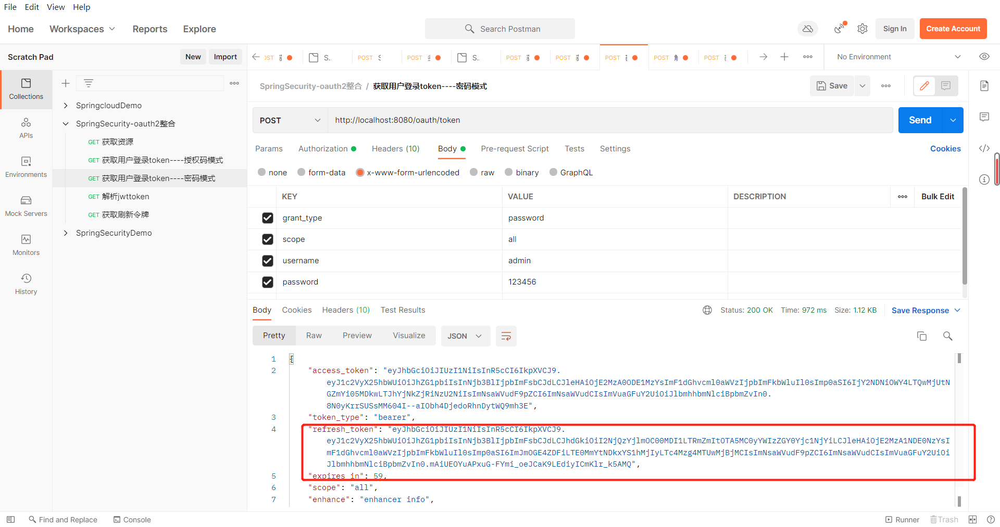 File Edit View Help
Home Workspaces Reports Explore Search Postman Sign In Create Account
Scratch Pad New Import
POST S.. POST POST S.. POST POST POST POST POST No Environment
Collections
APIs
Environments
Mock Servers
Monitors
History
SpringcloudDemo
SpringSecurity-oauth2整合
GET 获取资源
GET 获取用户登录token----授权码模式
GET 获取用户登录token----密码模式
GET 解析jwttoken
GET 获取刷新令牌
SpringSecurityDemo
SpringSecurity-oauth2整合 / 获取用户登录token----密码模式 Save
POST http://localhost:8080/oauth/token Send
Params Authorization Headers (10) Body Pre-request Script Tests Settings Cookies
none form-data x-www-form-urlencoded raw binary GraphQL
KEY VALUE DESCRIPTION Bulk Edit
grant_type password
scope all
username admin
password 123456
Body Cookies Headers (10) Test Results Status: 200 OK Time: 972 ms Size: 1.12 KB Save Response
Pretty Raw Preview Visualize JSON
1 {
2 "access_token": "eyJhbGciOiJIUzI1NiIsInR5cCI6IkpXVCJ9.
eyJ1c2VyX25hbWUiOiJhZG1pbiIsInNjb3BlIjpbImFsbCJdLCJleHAiOjE2MzA0ODE1MzYsImF1dGhvcml0aWVzIjpbImFkbWluIl0sImp0aSI6IjY2NDNiOWY4LTQwMjUtN
GZmYi05MDkwLTJhYjNkZjRiNzU2NiIsImNsaWVudF9pZCI6ImNsaWVudCIsImVuaGFuY2UiOiJlbmhhbmNlciBpbmZvIn0.
8N0yKrrSUSsMM604I--aIObh4DjedoRhnDytWQ9mh3E",
3 "token_type": "bearer",
4 "refresh_token": "eyJhbGciOiJIUzI1NiIsInR5cCI6IkpXVCJ9.
eyJ1c2VyX25hbWUiOiJhZG1pbiIsInNjb3BlIjpbImFsbCJdLCJhdGkiOiI2NjQzYjlmOC00MDI1LTRmZmItOTA5MC0yYWIzZGY0Yjc1NjYiLCJleHAiOjE2MzA1NDE0NzYsI
mF1dGhvcml0aWVzIjpbImFkbWluIl0sImp0aSI6ImJmOGE4ZDFiLTE0MmYtNDkxYS1hMjIyLTc4Mzg4MTUwMjBjMCIsImNsaWVudF9pZCI6ImNsaWVudCIsImVuaGFuY2UiOi
JlbmhhbmNlciBpbmZvIn0.mAiUEOYuAPxuG-FYmi_oeJCaK9LEdiyICmKlr_k5AMQ",
5 "expires_in": 59,
6 "scope": "all",
7 "enhance": "enhancer info",
Find and Replace Console Runner Trash